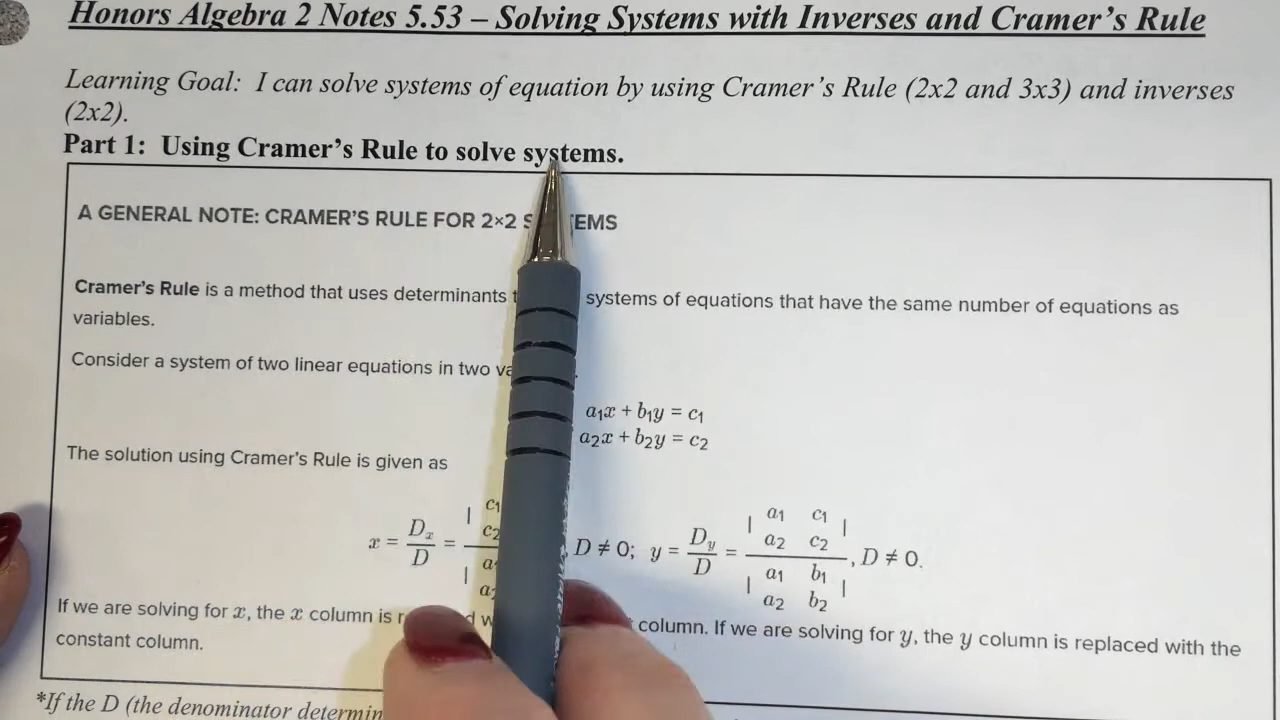 Honors Algebra 2 Notes 5.53 – Solving Systems with Inverses and Cramer's Rule
Learning Goal: I can solve systems of equation by using Cramer's Rule (2x2 and 3x3) and inverses
(2x2).
Part 1: Using Cramer's Rule to solve systems.
A GENERAL NOTE: CRAMER'S RULE FOR 2×2 EMS
Cramer's Rule is a method that uses determinants systems of equations that have the same number of equations as
variables.
Consider a system of two linear equations in two
a₁x + b₁y = c₁
a₂x + b₂y = c₂
The solution using Cramer's Rule is given as
x = Dₓ/D = | c₁ c₂ / | a a₂ , D ≠ 0; y = D_y/D = | a₁ c₁ a₂ c₂ | / | a₁ b₁ a₂ b₂ | , D ≠ 0.
If we are solving for x, the x column is column. If we are solving for y, the y column is replaced with the
constant column.
*If the D (the denominator determin